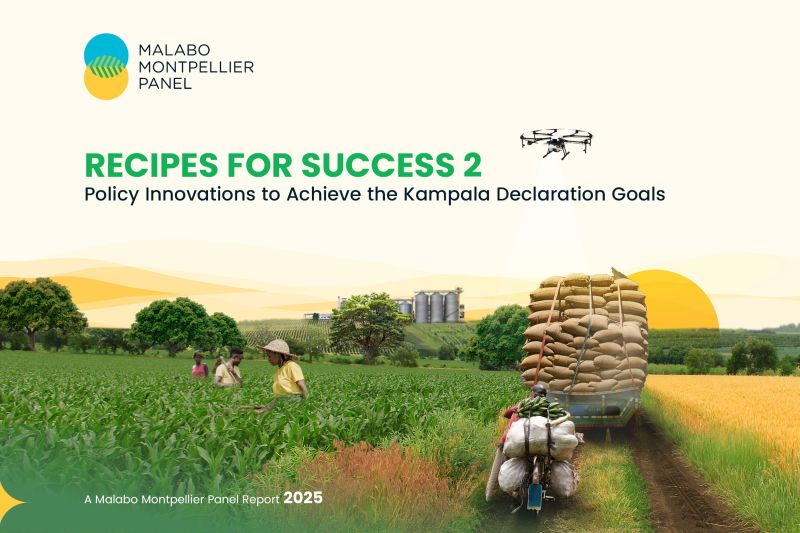 MALABO
MONTPELLIER
PANEL
RECIPES FOR SUCCESS 2
Policy Innovations to Achieve the Kampala Declaration Goals
A Malabo Montpellier Panel Report 2025